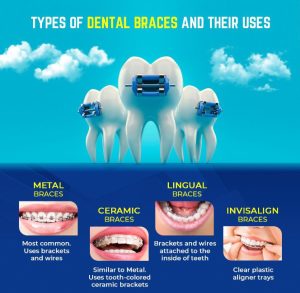 TYPES OF DENTAL BRACES AND THEIR USES
METAL
BRACES
Most common.
Uses brackets
and wires
CERAMIC
BRACES
Similar to Metal.
Uses tooth-colored
ceramic brackets
LINGUAL
BRACES
Brackets and wires
attached to the
inside of teeth
INVISALIGN
BRACES
Clear plastic
aligner trays